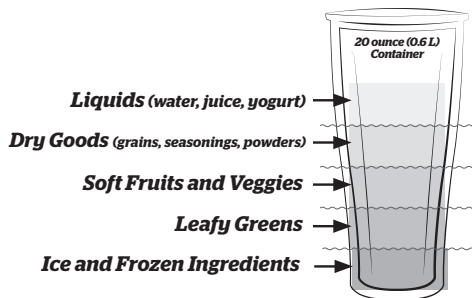 20 ounce (0.6 L)
Container
Liquids (water, juice, yogurt)
Dry Goods (grains, seasonings, powders)
Soft Fruits and Veggies
Leafy Greens
Ice and Frozen Ingredients